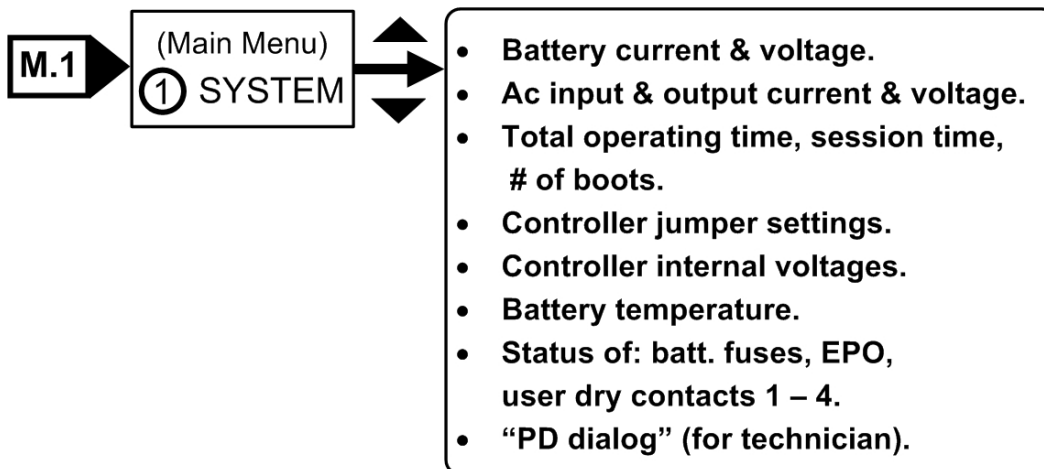 M.1
(Main Menu)
1 SYSTEM
• Battery current & voltage.
• Ac input & output current & voltage.
• Total operating time, session time,
# of boots.
• Controller jumper settings.
• Controller internal voltages.
• Battery temperature.
• Status of: batt. fuses, EPO,
user dry contacts 1 – 4.
• “PD dialog” (for technician).